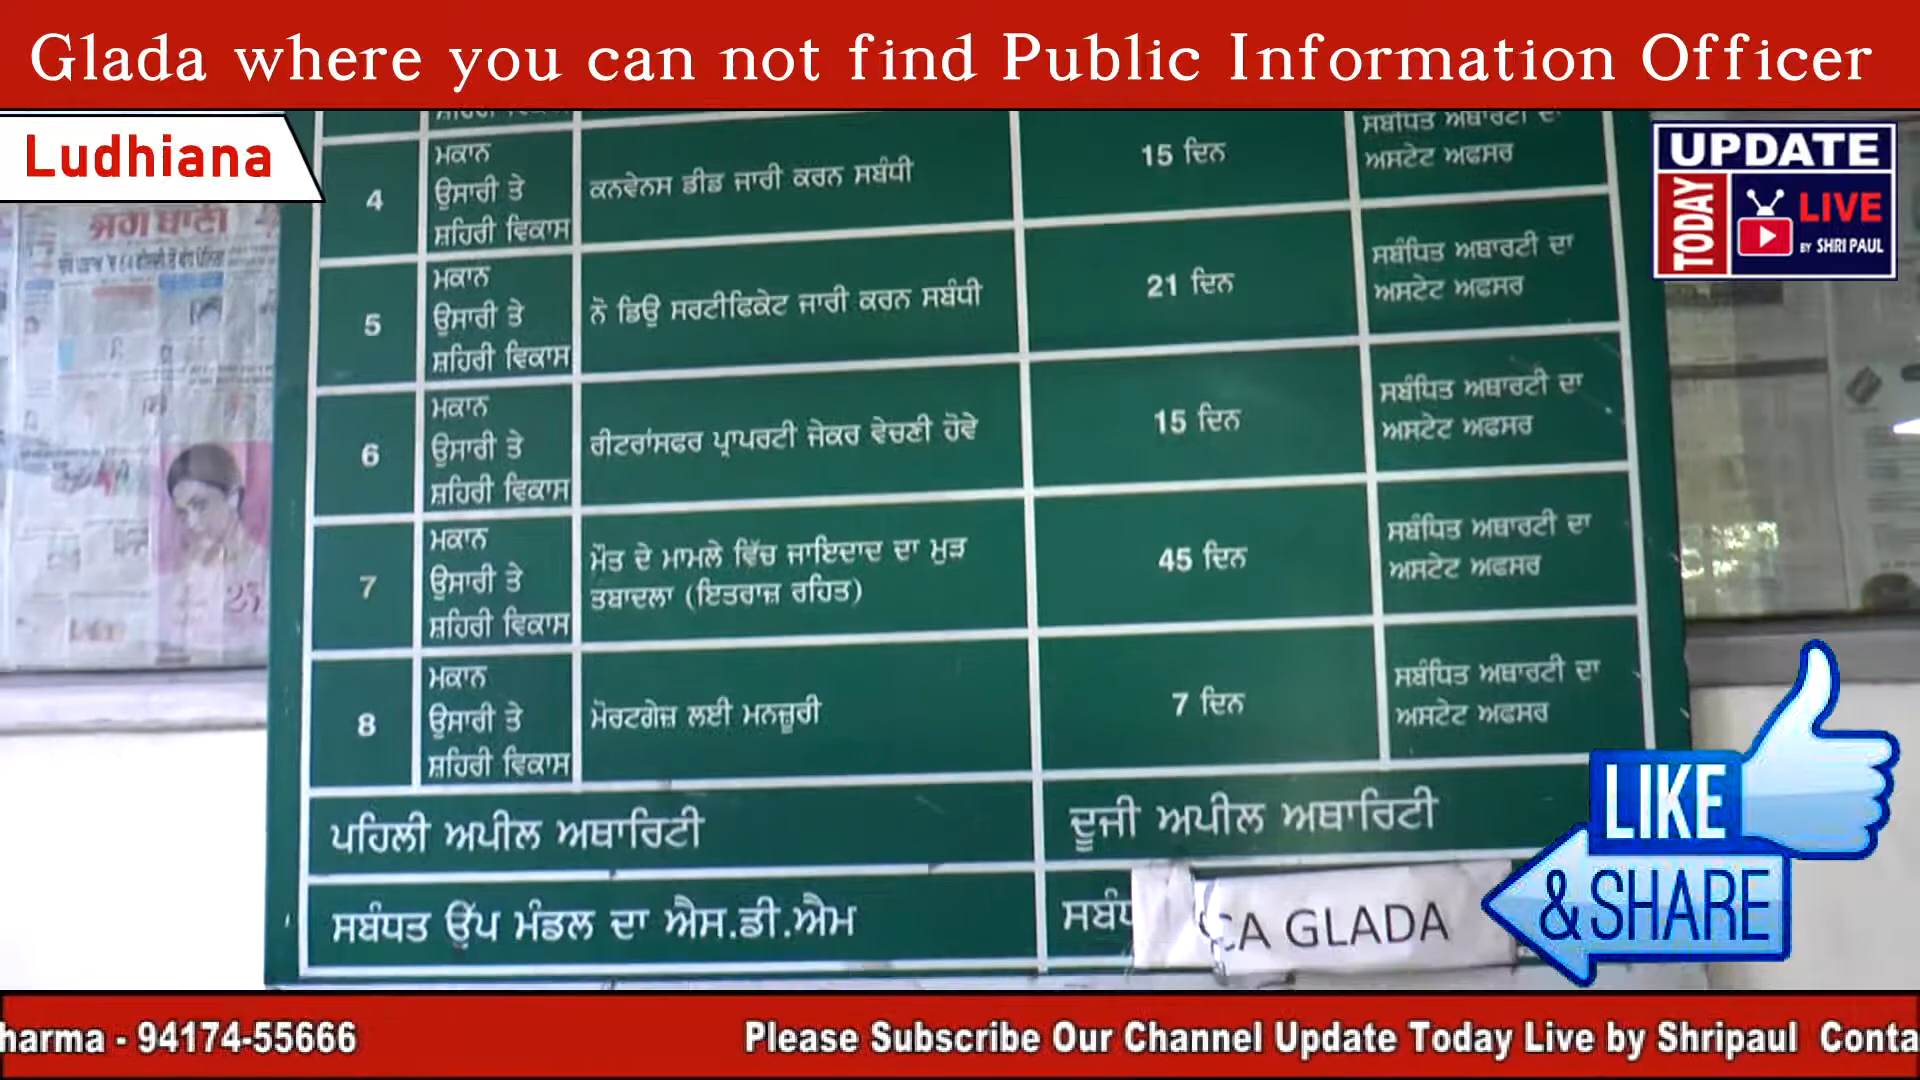 Glada where you can not find Public Information Officer
Ludhiana
UPDATE
TODAY
LIVE
BY SHRI PAUL
ਜਗ ਬਾਣੀ
4
ਮਕਾਨ
ਉਸਾਰੀ ਤੇ
ਸ਼ਹਿਰੀ ਵਿਕਾਸ
ਕਨਵੇਨਸ ਡੀਡ ਜਾਰੀ ਕਰਨ ਸਬੰਧੀ
15 ਦਿਨ
ਸਬੰਧਿਤ ਅਥਾਰਟੀ ਦਾ
ਅਸਟੇਟ ਅਫਸਰ
5
ਮਕਾਨ
ਉਸਾਰੀ ਤੇ
ਸ਼ਹਿਰੀ ਵਿਕਾਸ
ਨੋ ਡਿਊ ਸਰਟੀਫਿਕੇਟ ਜਾਰੀ ਕਰਨ ਸਬੰਧੀ
21 ਦਿਨ
ਸਬੰਧਿਤ ਅਥਾਰਟੀ ਦਾ
ਅਸਟੇਟ ਅਫਸਰ
6
ਮਕਾਨ
ਉਸਾਰੀ ਤੇ
ਸ਼ਹਿਰੀ ਵਿਕਾਸ
ਰੀਟਰਾਂਸਫਰ ਪ੍ਰਾਪਰਟੀ ਜੇਕਰ ਵੇਚਣੀ ਹੋਵੇ
15 ਦਿਨ
ਸਬੰਧਿਤ ਅਥਾਰਟੀ ਦਾ
ਅਸਟੇਟ ਅਫਸਰ
7
ਮਕਾਨ
ਉਸਾਰੀ ਤੇ
ਸ਼ਹਿਰੀ ਵਿਕਾਸ
ਮੌਤ ਦੇ ਮਾਮਲੇ ਵਿੱਚ ਜਾਇਦਾਦ ਦਾ ਮੁੜ
ਤਬਾਦਲਾ (ਇਤਰਾਜ਼ ਰਹਿਤ)
45 ਦਿਨ
ਸਬੰਧਿਤ ਅਥਾਰਟੀ ਦਾ
ਅਸਟੇਟ ਅਫਸਰ
8
ਮਕਾਨ
ਉਸਾਰੀ ਤੇ
ਸ਼ਹਿਰੀ ਵਿਕਾਸ
ਮੋਰਟਗੇਜ਼ ਲਈ ਮਨਜ਼ੂਰੀ
7 ਦਿਨ
ਸਬੰਧਿਤ ਅਥਾਰਟੀ ਦਾ
ਅਸਟੇਟ ਅਫਸਰ
ਪਹਿਲੀ ਅਪੀਲ ਅਥਾਰਿਟੀ
ਦੂਜੀ ਅਪੀਲ ਅਥਾਰਿਟੀ
ਸਬੰਧਤ ਉੱਪ ਮੰਡਲ ਦਾ ਐਸ.ਡੀ.ਐਮ
ਸਬੰਧ
CA GLADA
LIKE
& SHARE
harma - 94174-55666
Please Subscribe Our Channel Update Today Live by Shripaul Conta